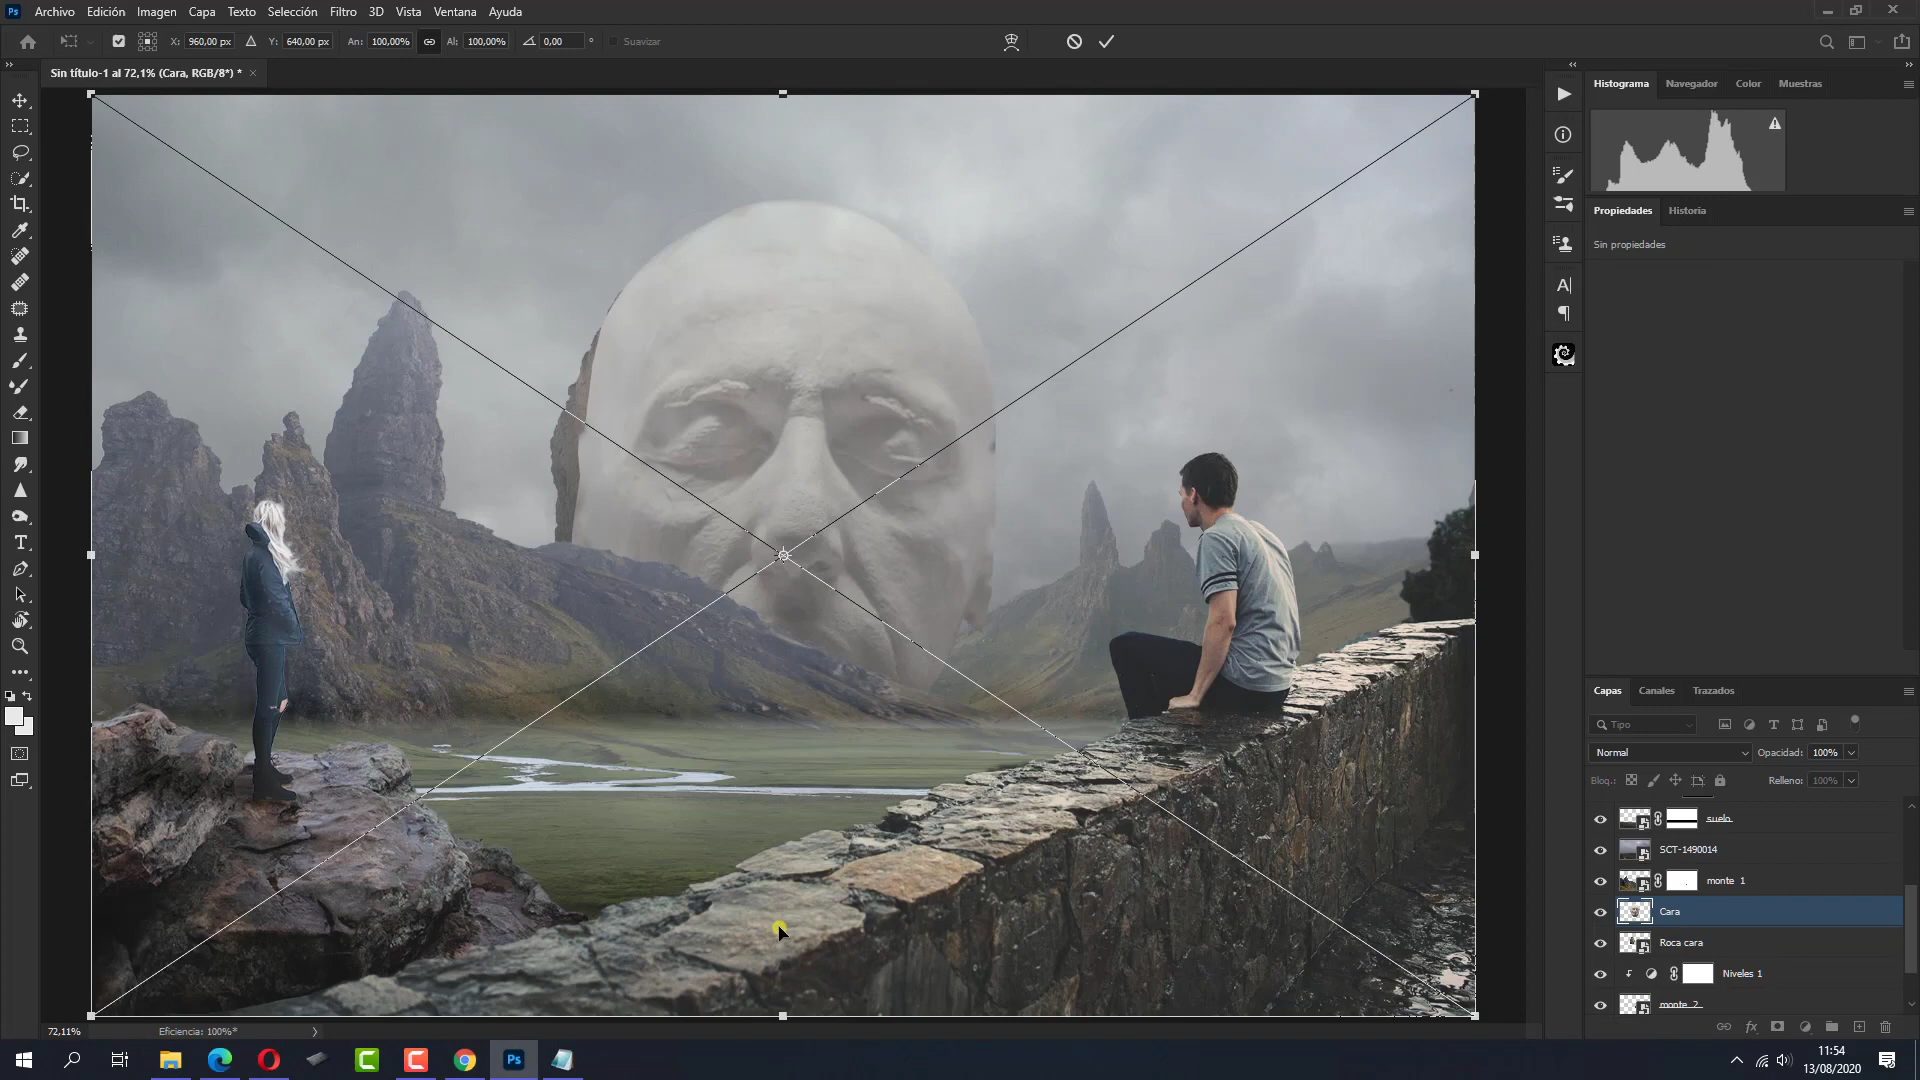 Ps Archivo Edición Imagen Capa Texto Selección Filtro 3D Vista Ventana Ayuda
X: 960,00 px Y: 640,00 px An: 100,00% Al: 100,00% 0,00 ° Suavizar
Sin título-1 al 72,1% (Cara, RGB/8*) * ×
Histograma Navegador Color Muestras
Propiedades Historia
Sin propiedades
Capas Canales Trazados
Tipo
Normal Opacidad: 100%
Bloq.: Relleno: 100%
suelo
SCT-1490014
monte 1
Cara
Roca cara
Niveles 1
monte 2
72,11% Eficiencia: 100%*
Ps
11:54
13/08/2020